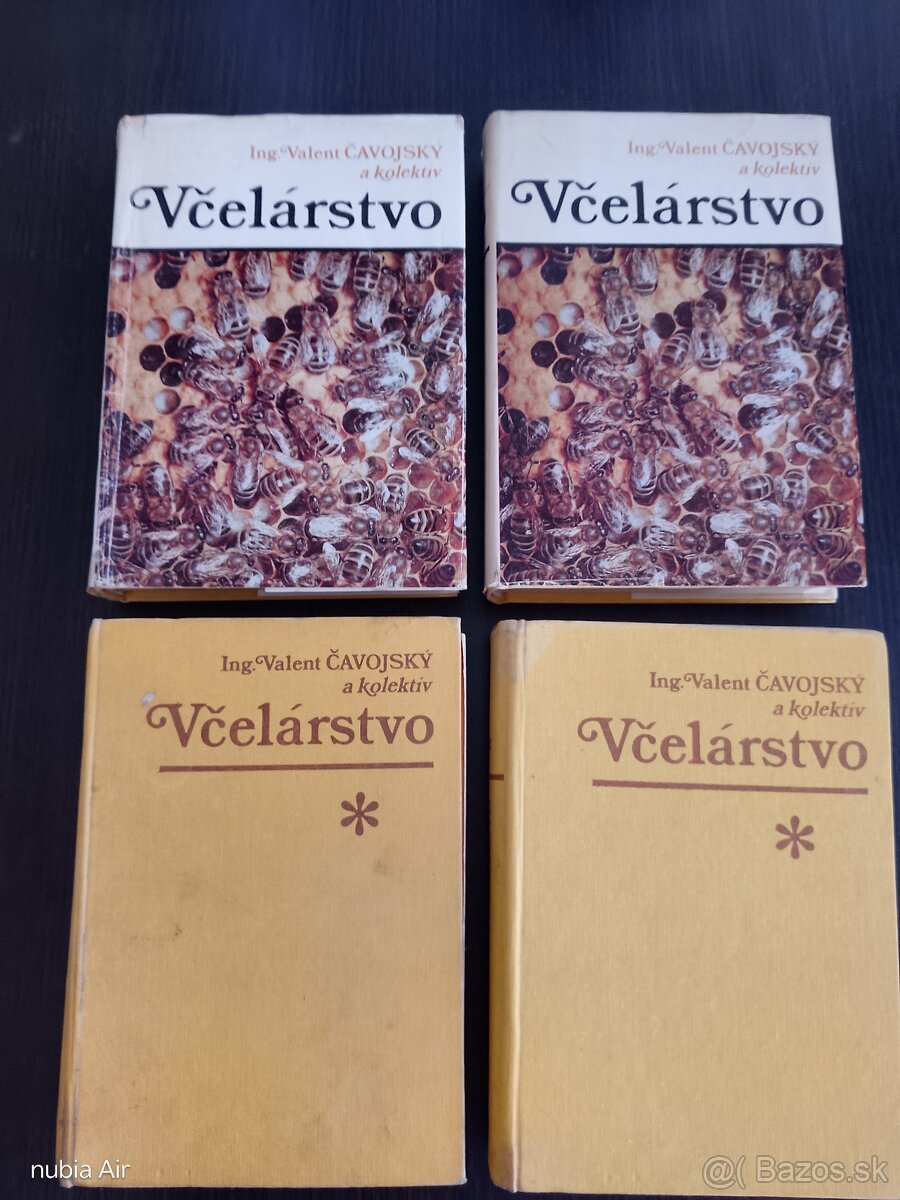 Ing. Valent ČAVOJSKÝ
a kolektív
Včelárstvo
Ing. Valent ČAVOJSKÝ
a kolektív
Včelárstvo
Ing. Valent ČAVOJSKÝ
a kolektív
Včelárstvo
*
Ing. Valent ČAVOJSKÝ
a kolektív
Včelárstvo
*
nubia Air
@( Bazos.sk